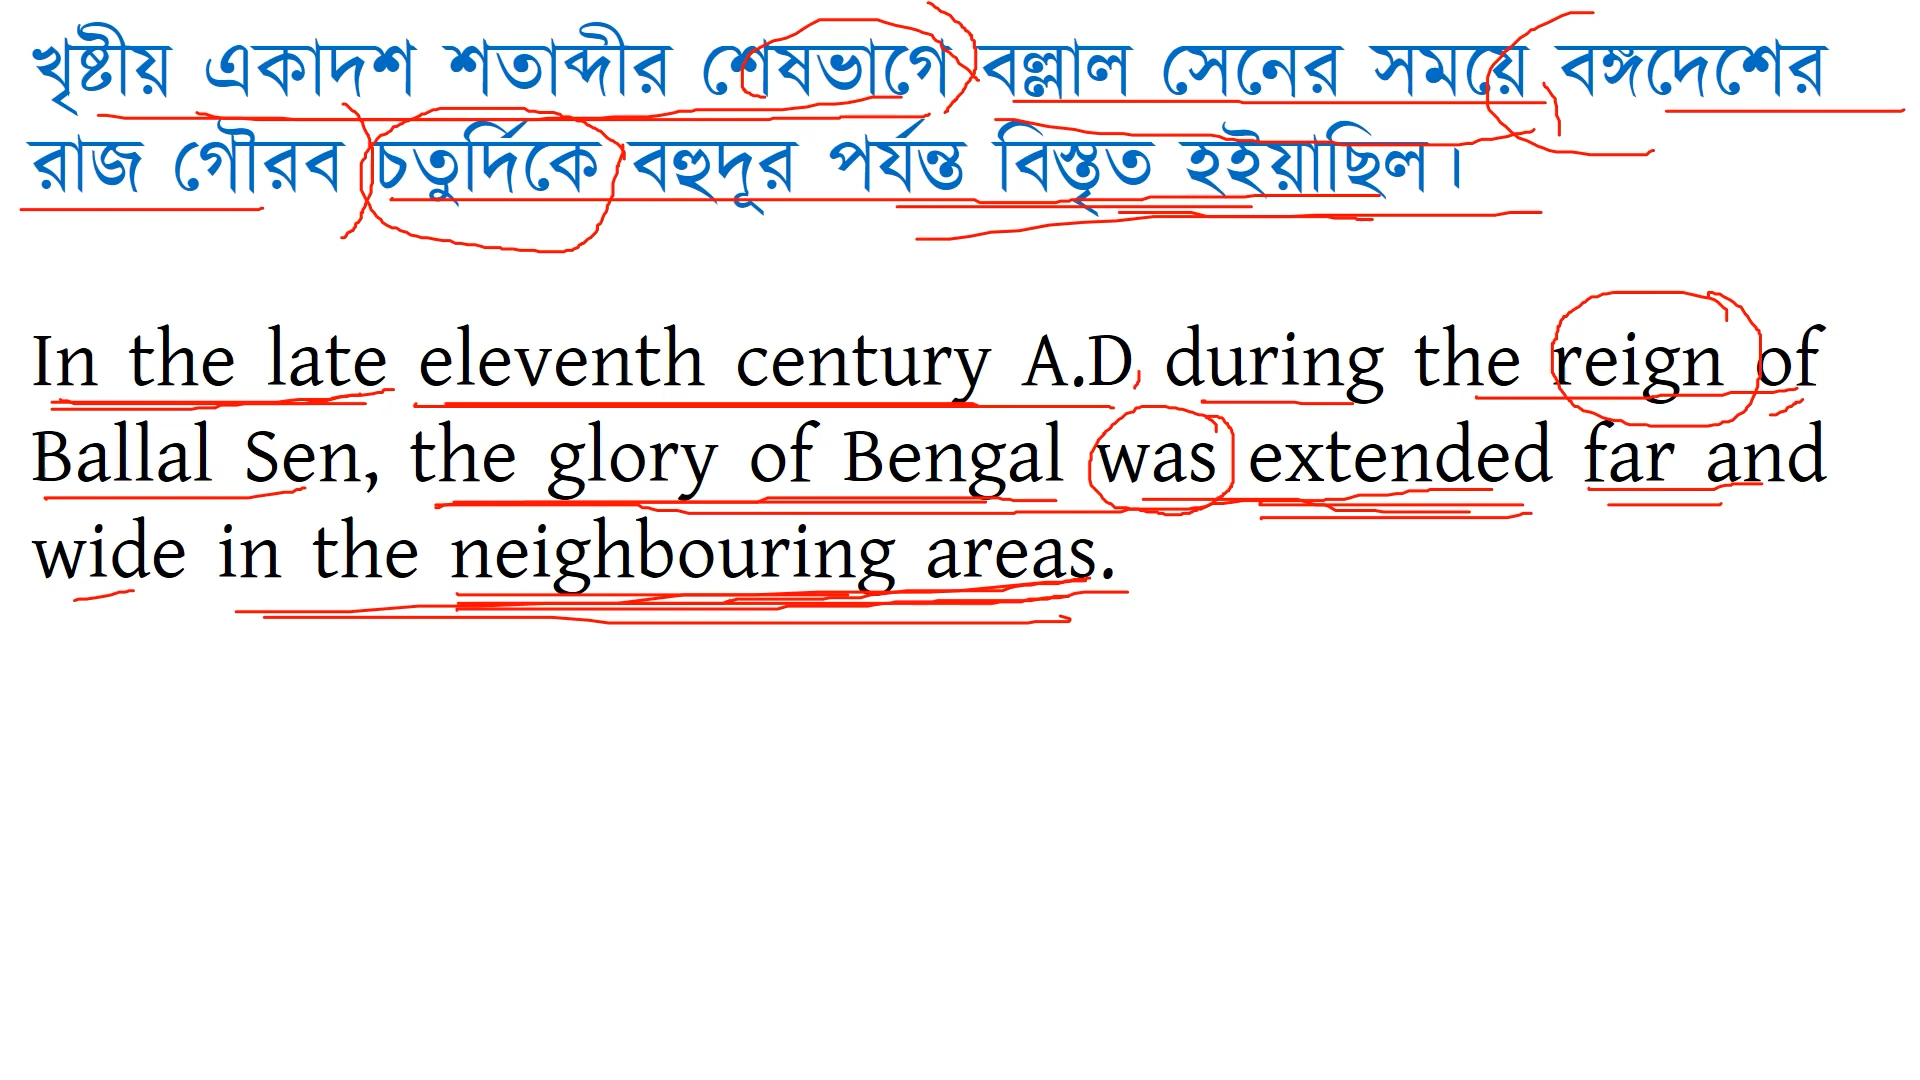 খৃষ্টীয় একাদশ শতাব্দীর শেষভাগে বল্লাল সেনের সময়ে বঙ্গদেশের
রাজ গৌরব চতুর্দিকে বহুদূর পর্যন্ত বিস্তৃত হইয়াছিল।
In the late eleventh century A.D, during the reign of
Ballal Sen, the glory of Bengal was extended far and
wide in the neighbouring areas.